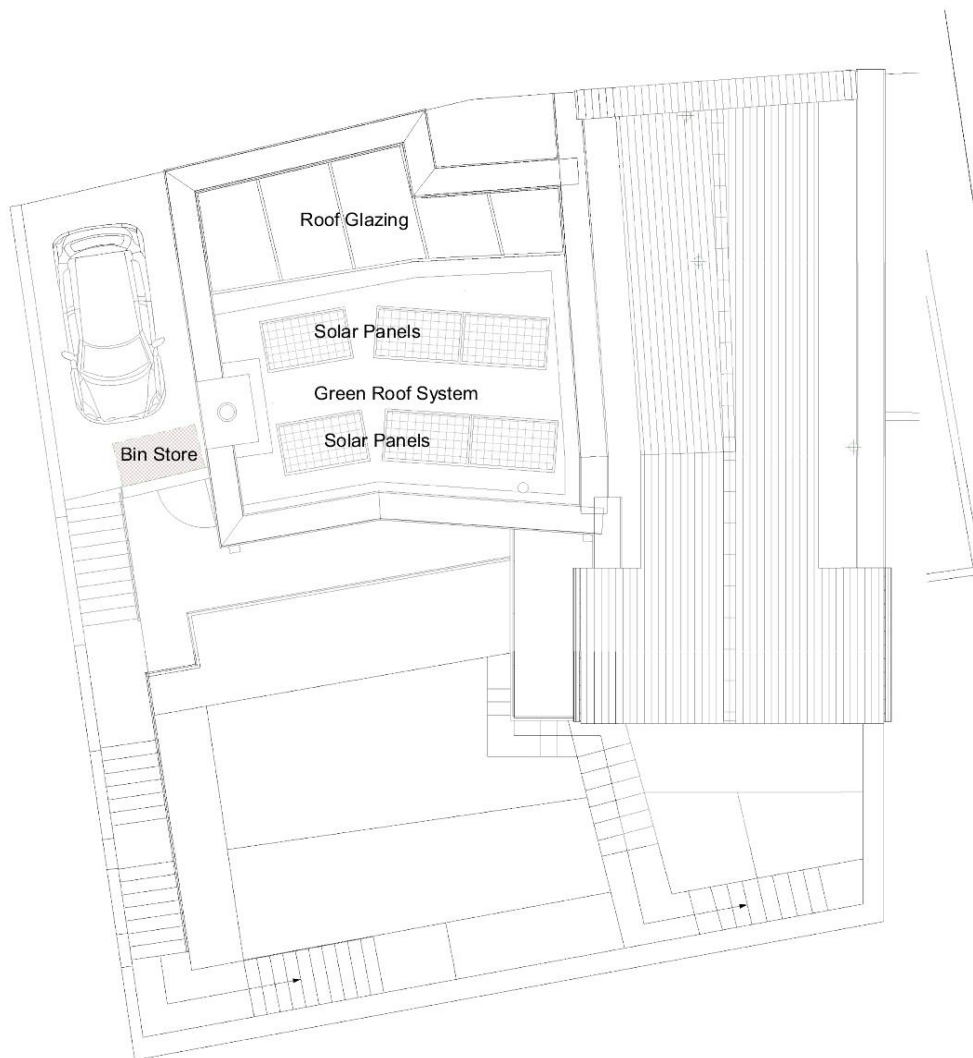 Roof Glazing
Solar Panels
Green Roof System
Solar Panels
Bin Store